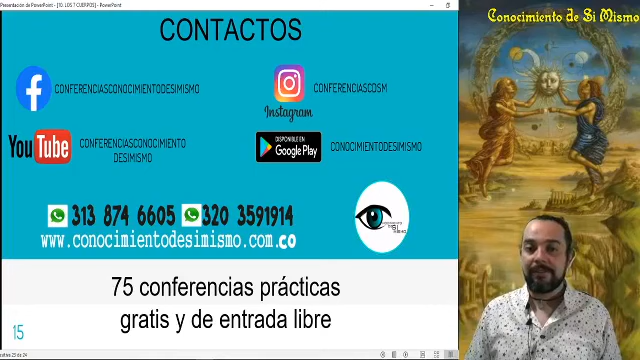 Presentación de PowerPoint - [10. LOS 7 CUERPOS] - PowerPoint
Conocimiento de Si Mismo
CONTACTOS
CONFERENCIASCONOCIMIENTODESIMISMO
CONFERENCIASCSM
Instagram
YouTube
CONFERENCIASCONOCIMIENTO
DESIMISMO
DISPONIBLE EN
Google Play
CONOCIMIENTODESIMISMO
313 874 6605
320 3591914
www.conocimientodesimismo.com.co
75 conferencias prácticas
gratis y de entrada libre
15